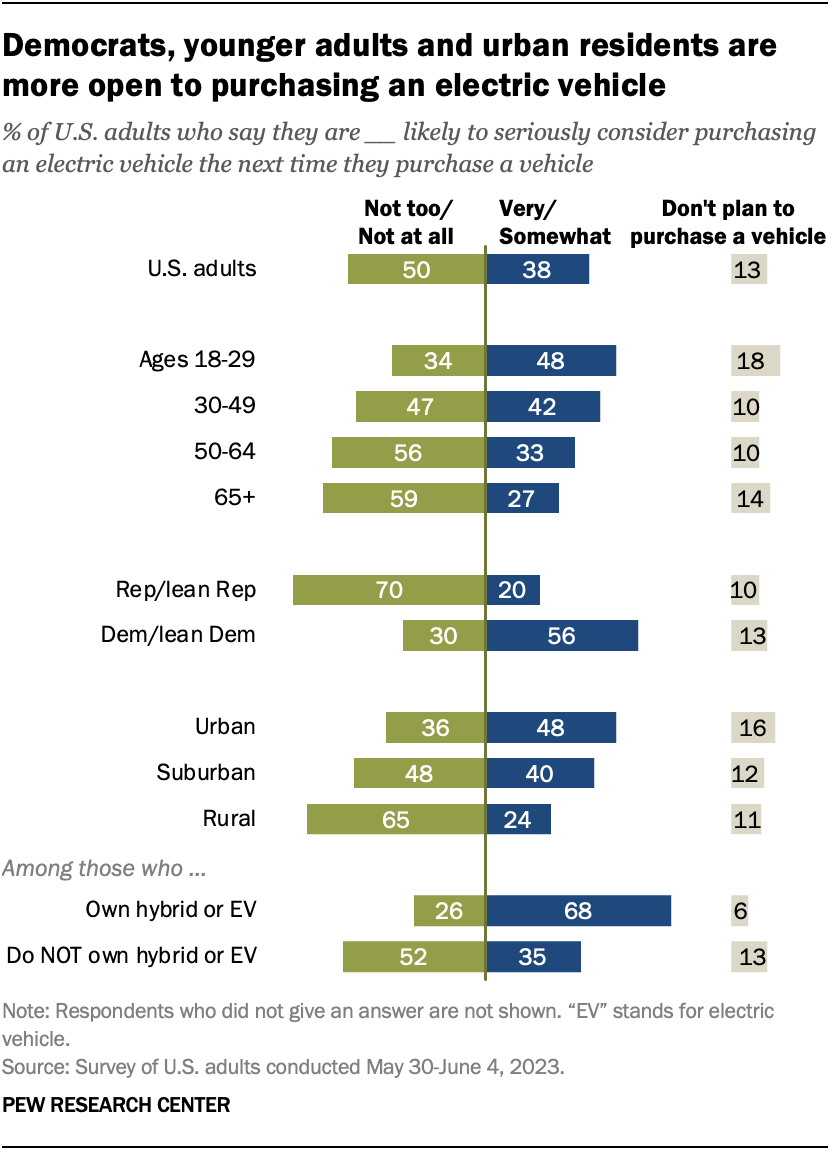 Democrats, younger adults and urban residents are
more open to purchasing an electric vehicle
% of U.S. adults who say they are __ likely to seriously consider purchasing
an electric vehicle the next time they purchase a vehicle
Not too/ Very/ Don't plan to
Not at all Somewhat purchase a vehicle
U.S. adults 50 38 13
Ages 18-29 34 48 18
30-49 47 42 10
50-64 56 33 10
65+ 59 27 14
Rep/lean Rep 70 20 10
Dem/lean Dem 30 56 13
Urban 36 48 16
Suburban 48 40 12
Rural 65 24 11
Among those who ...
Own hybrid or EV 26 68 6
Do NOT own hybrid or EV 52 35 13
Note: Respondents who did not give an answer are not shown. “EV” stands for electric
vehicle.
Source: Survey of U.S. adults conducted May 30-June 4, 2023.
PEW RESEARCH CENTER